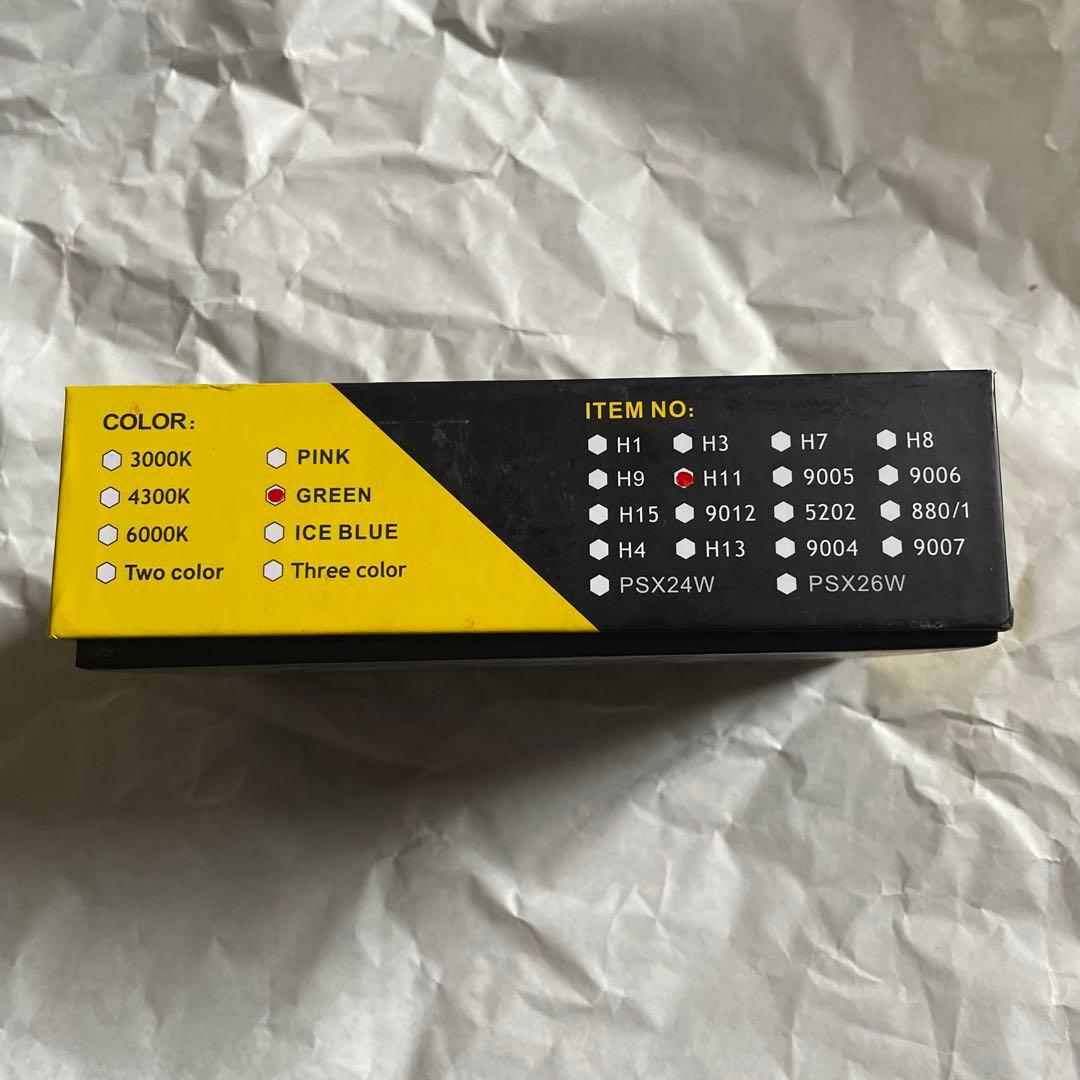 COLOR:
3000K PINK
4300K GREEN
6000K ICE BLUE
Two color Three color
ITEM NO:
H1 H3 H7 H8
H9 H11 9005 9006
H15 9012 5202 880/1
H4 H13 9004 9007
PSX24W PSX26W